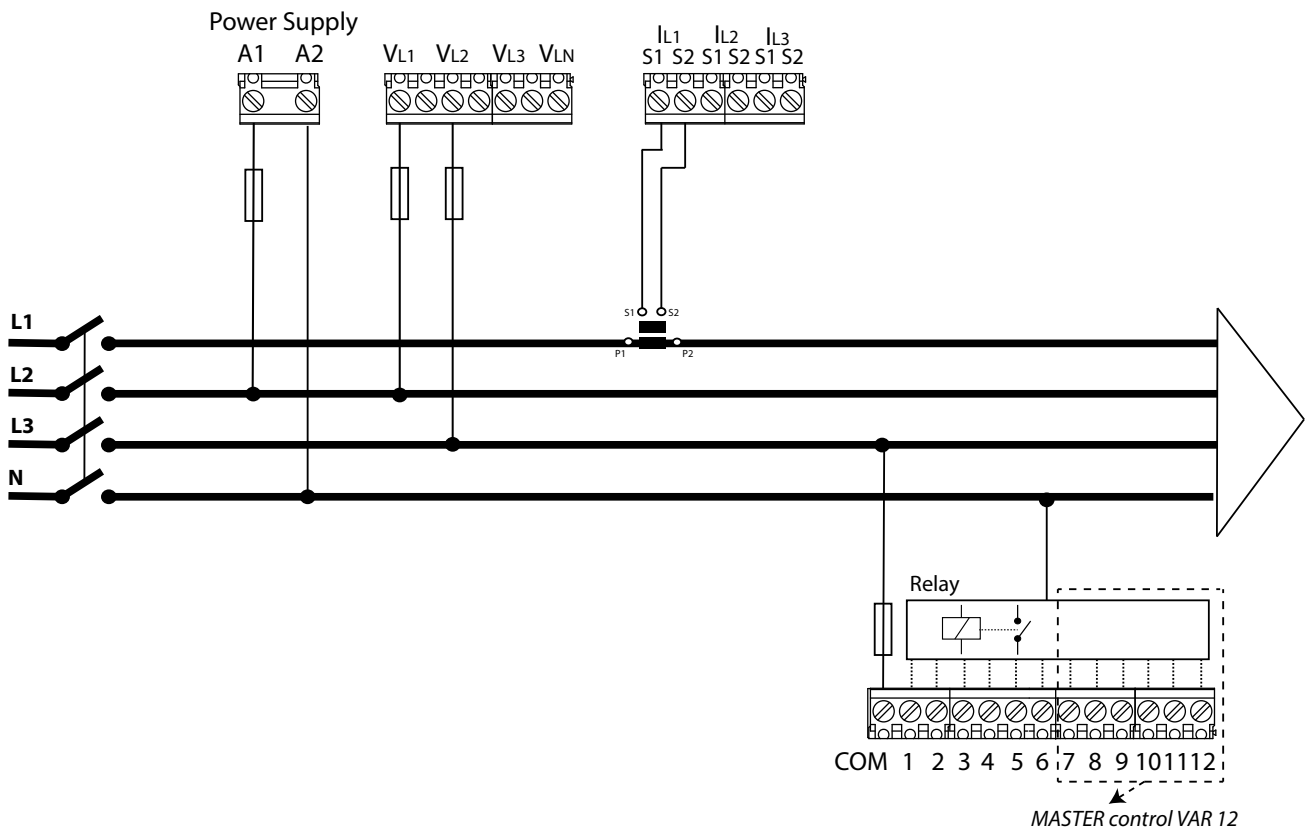 Power Supply
A1 A2
VL1 VL2 VL3 VLN
IL1 IL2 IL3
S1 S2 S1 S2 S1 S2
S1 S2
L1
P1 P2
L2
L3
N
Relay
COM 1 2 3 4 5 6 7 8 9 10 11 12
MASTER control VAR 12